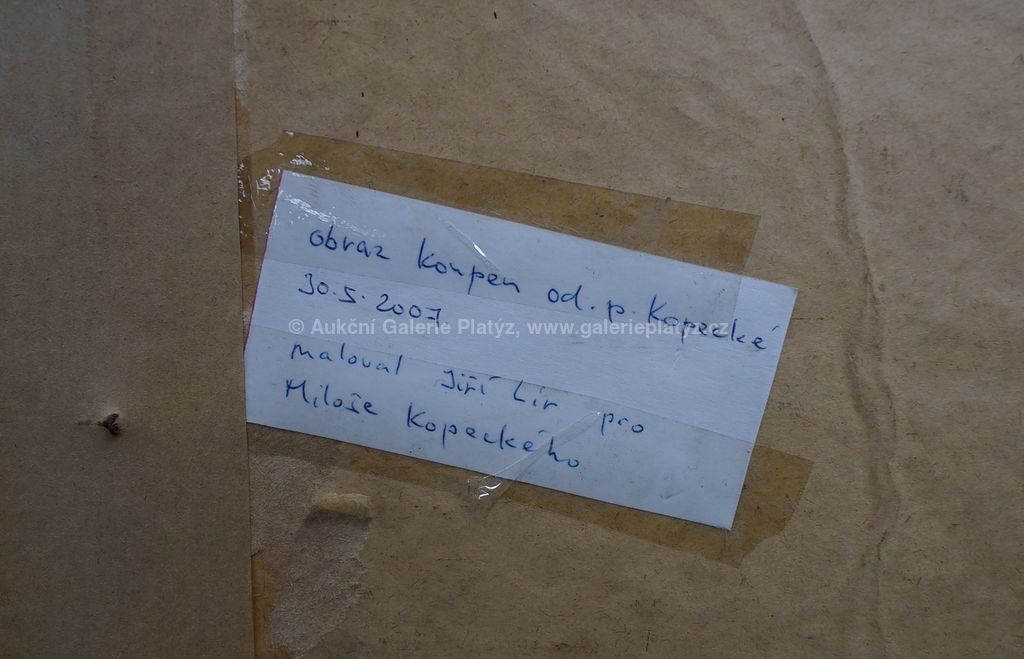 obraz koupen od. p. Kopecké
30.5.2007
© Aukční Galerie Platýz, www.galerieplatyz.cz
maloval Jiří Lír pro
Miloše Kopeckého